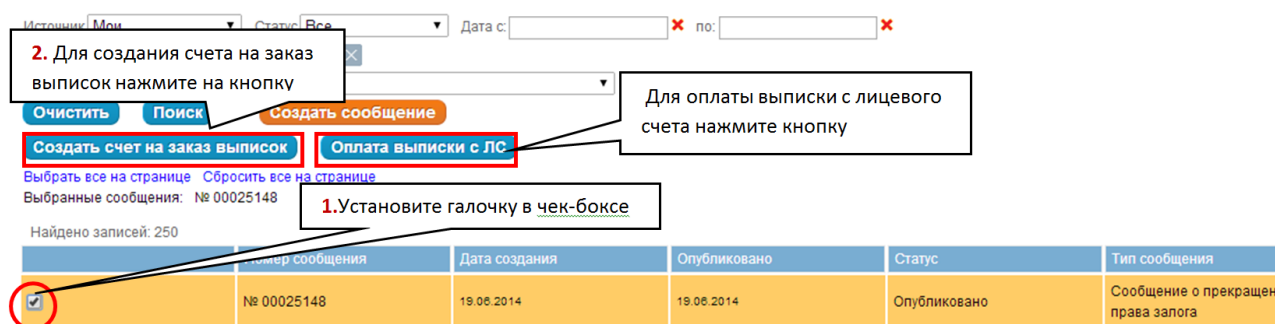 Источник Мои Статус Все Дата с: по:
2. Для создания счета на заказ
выписок нажмите на кнопку
Для оплаты выписки с лицевого
счета нажмите кнопку
Очистить Поиск Создать сообщение
Создать счет на заказ выписок Оплата выписки с ЛС
Выбрать все на странице Сбросить все на странице
Выбранные сообщения: № 00025148
1.Установите галочку в чек-боксе
Найдено записей: 250
Номер сообщения Дата создания Опубликовано Статус Тип сообщения
№ 00025148 19.06.2014 19.06.2014 Опубликовано Сообщение о прекращен
права залога